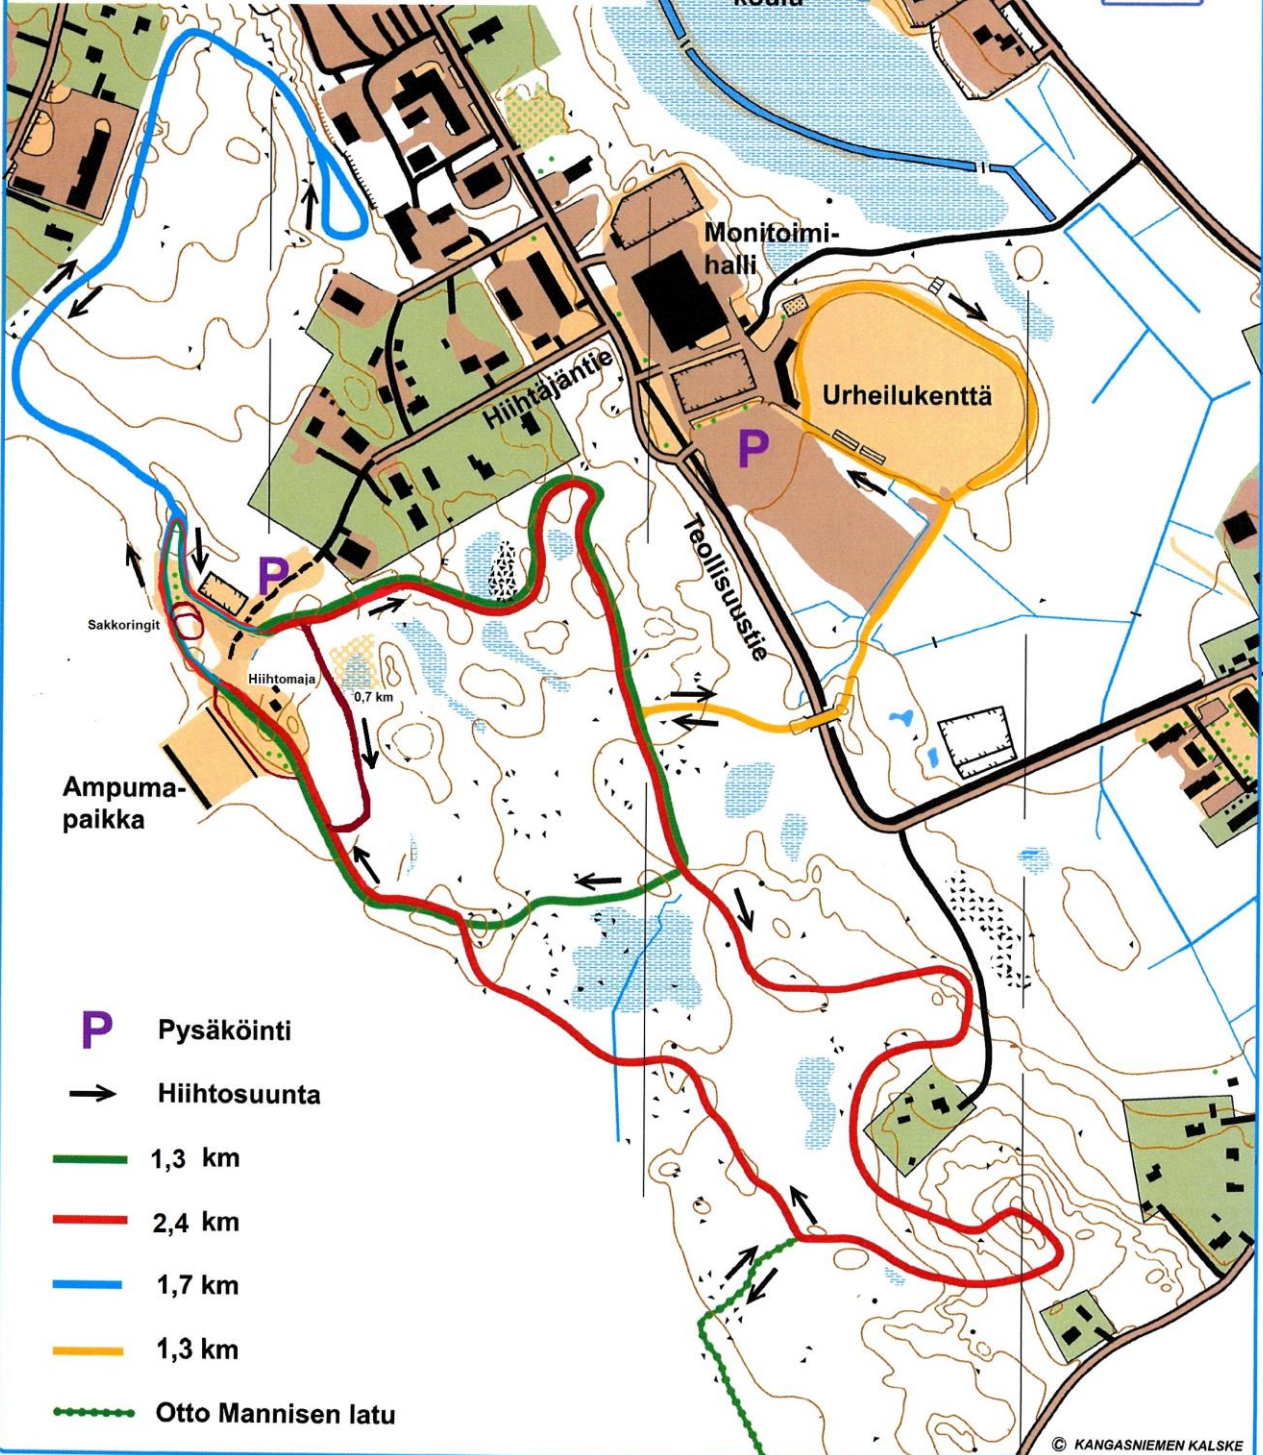 koulu
Monitoimi-
halli
Urheilukenttä
Hiihtäjäntie
P
Teollisuustie
P
Sakkoringit
Hiihtomaja
0,7 km
Ampuma-
paikka
P Pysäköinti
Hiihtosuunta
1,3 km
2,4 km
1,7 km
1,3 km
Otto Mannisen latu
© KANGASNIEMEN KALSKE